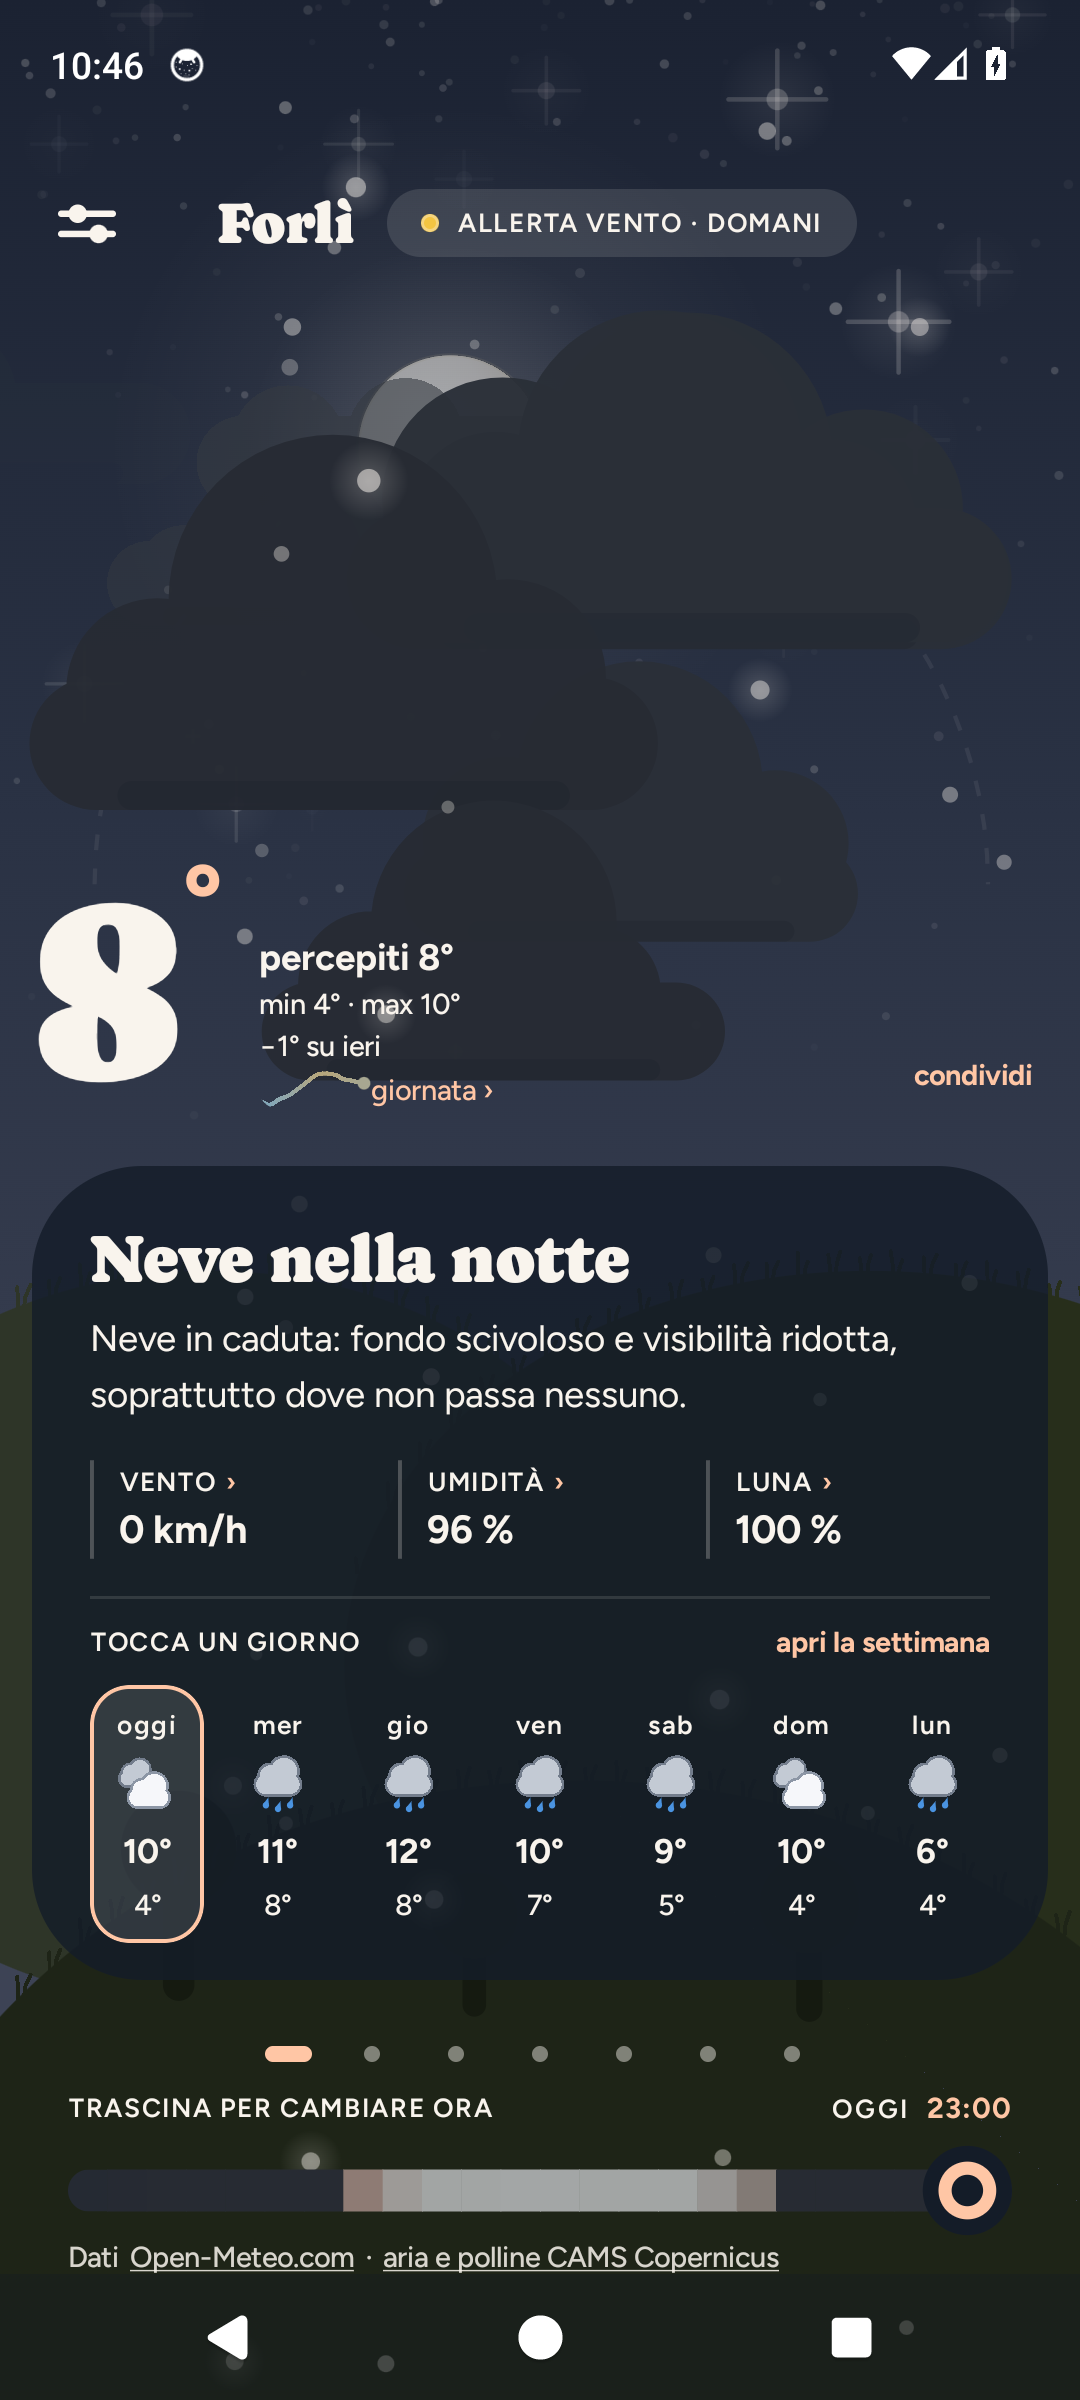 10:46
Forlì
ALLERTA VENTO · DOMANI
8°
percepiti 8°
min 4° · max 10°
−1° su ieri
giornata ›
condividi
Neve nella notte
Neve in caduta: fondo scivoloso e visibilità ridotta,
soprattutto dove non passa nessuno.
VENTO › UMIDITÀ › LUNA ›
0 km/h 96 % 100 %
TOCCA UN GIORNO apri la settimana
oggi mer gio ven sab dom lun
10° 11° 12° 10° 9° 10° 6°
4° 8° 8° 7° 5° 4° 4°
TRASCINA PER CAMBIARE ORA OGGI 23:00
Dati Open-Meteo.com · aria e polline CAMS Copernicus